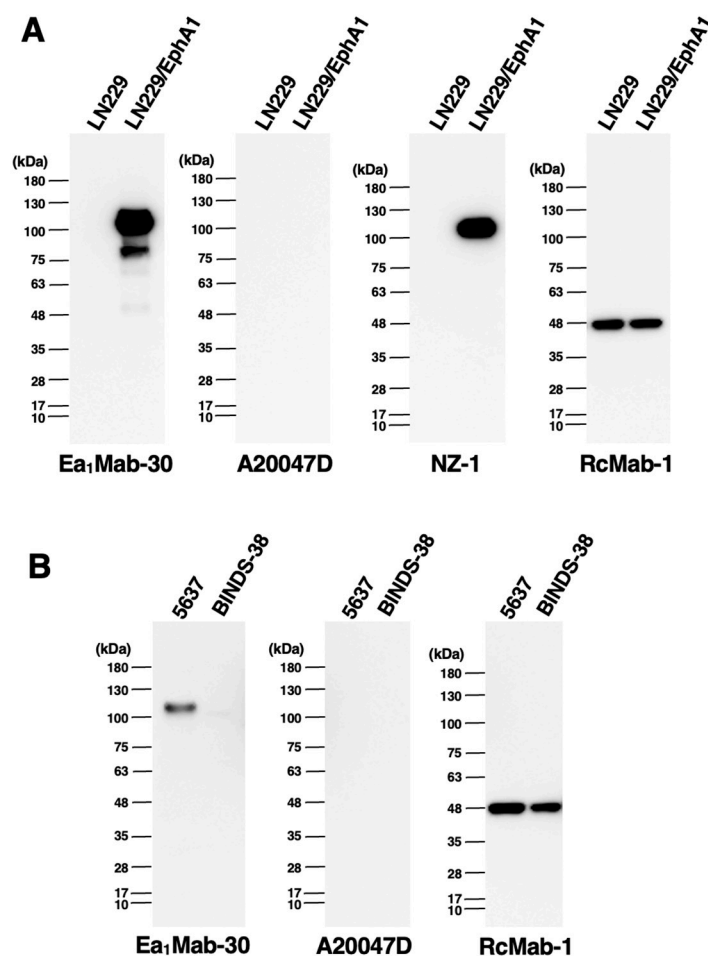 A
LN229
LN229/EphA1
LN229
LN229/EphA1
LN229
LN229/EphA1
LN229
LN229/EphA1
(kDa)
180
130
100
75
63
48
35
28
17
10
(kDa)
180
130
100
75
63
48
35
28
17
10
(kDa)
180
130
100
75
63
48
35
28
17
10
(kDa)
180
130
100
75
63
48
35
28
17
10
Ea₁Mab-30
A20047D
NZ-1
RcMab-1
B
5637
BINDS-38
5637
BINDS-38
5637
BINDS-38
(kDa)
180
130
100
75
63
48
35
28
17
10
(kDa)
180
130
100
75
63
48
35
28
17
10
(kDa)
180
130
100
75
63
48
35
28
17
10
Ea₁Mab-30
A20047D
RcMab-1